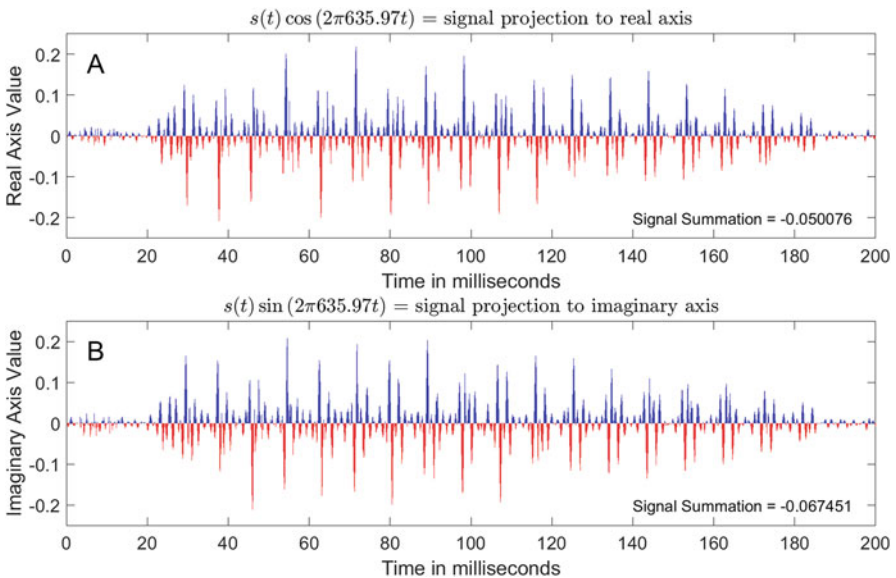 s(t) cos (2π635.97t) = signal projection to real axis
A
Real Axis Value
0.2
0.1
0
-0.1
-0.2
Signal Summation = -0.050076
0 20 40 60 80 100 120 140 160 180 200
Time in milliseconds
s(t) sin (2π635.97t) = signal projection to imaginary axis
B
Imaginary Axis Value
0.2
0.1
0
-0.1
-0.2
Signal Summation = -0.067451
0 20 40 60 80 100 120 140 160 180 200
Time in milliseconds